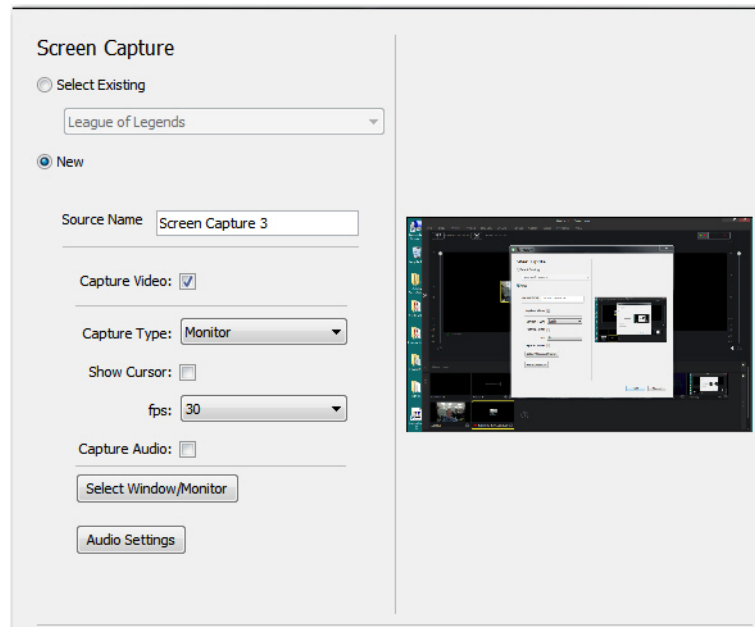 Screen Capture
Select Existing
League of Legends
New
Source Name Screen Capture 3
Capture Video:
Capture Type: Monitor
Show Cursor:
fps: 30
Capture Audio:
Select Window/Monitor
Audio Settings